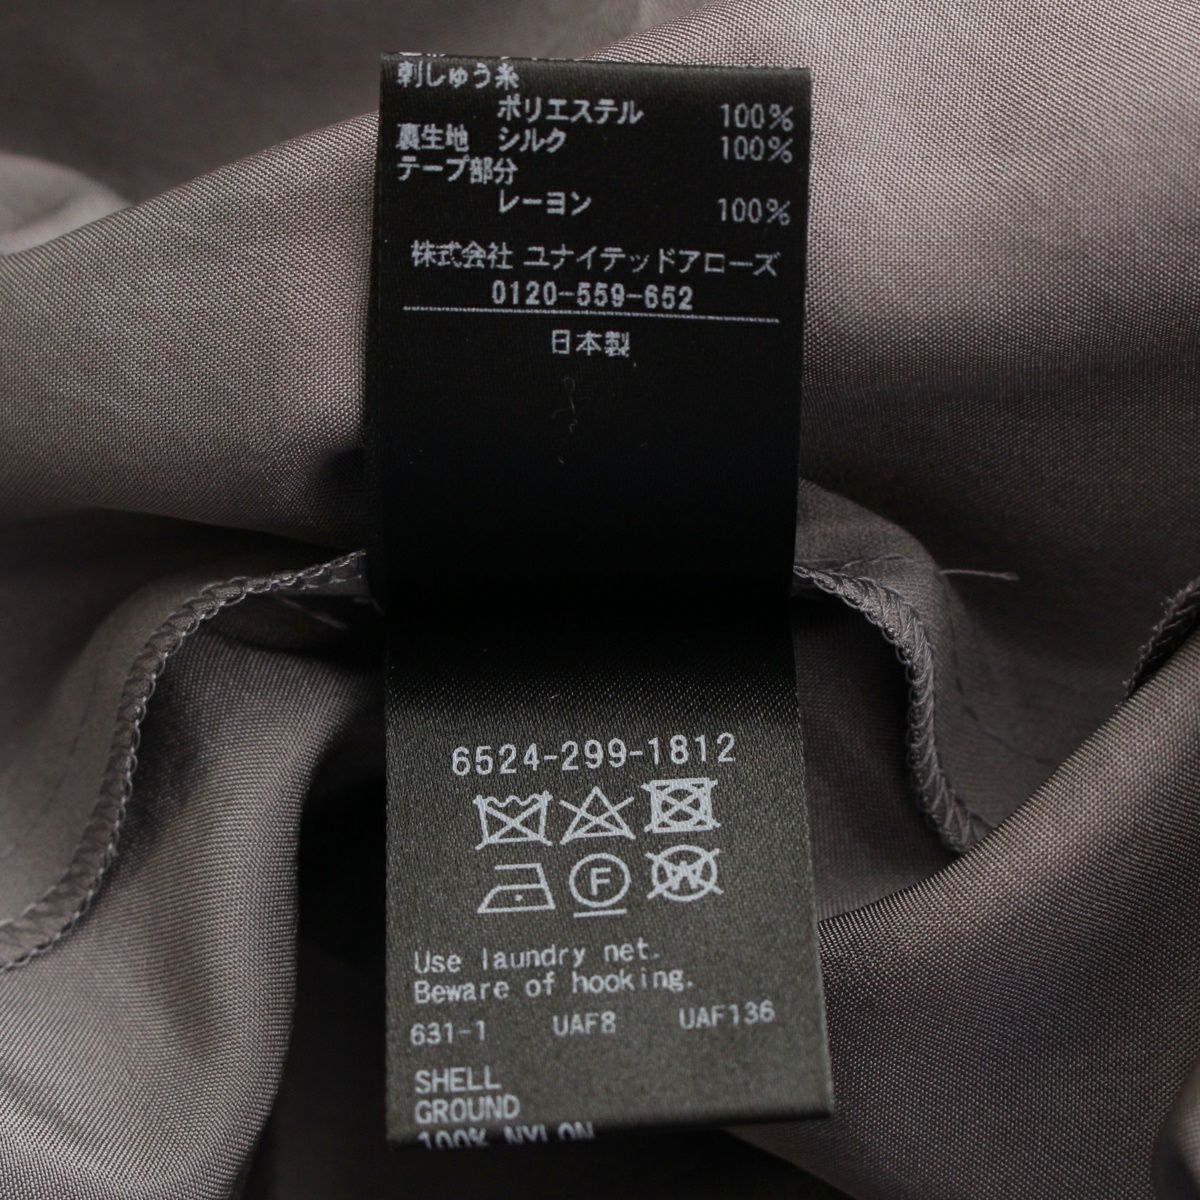 刺しゅう糸
ポリエステル 100%
裏生地 シルク 100%
テープ部分
レーヨン 100%
株式会社 ユナイテッドアローズ
0120-559-652
日本製
6524-299-1812
F W
Use laundry net.
Beware of hooking.
631-1 UAF8 UAF136
SHELL
GROUND
100% NYLON